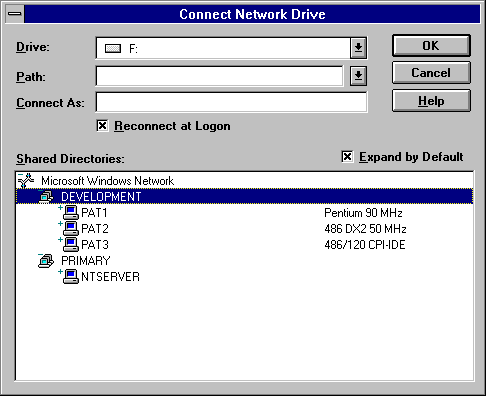 Connect Network Drive
Drive: F: OK
Path: Cancel
Connect As: Help
Reconnect at Logon
Shared Directories: Expand by Default
Microsoft Windows Network
DEVELOPMENT
PAT1 Pentium 90 MHz
PAT2 486 DX2 50 MHz
PAT3 486/120 CPI-IDE
PRIMARY
NTSERVER